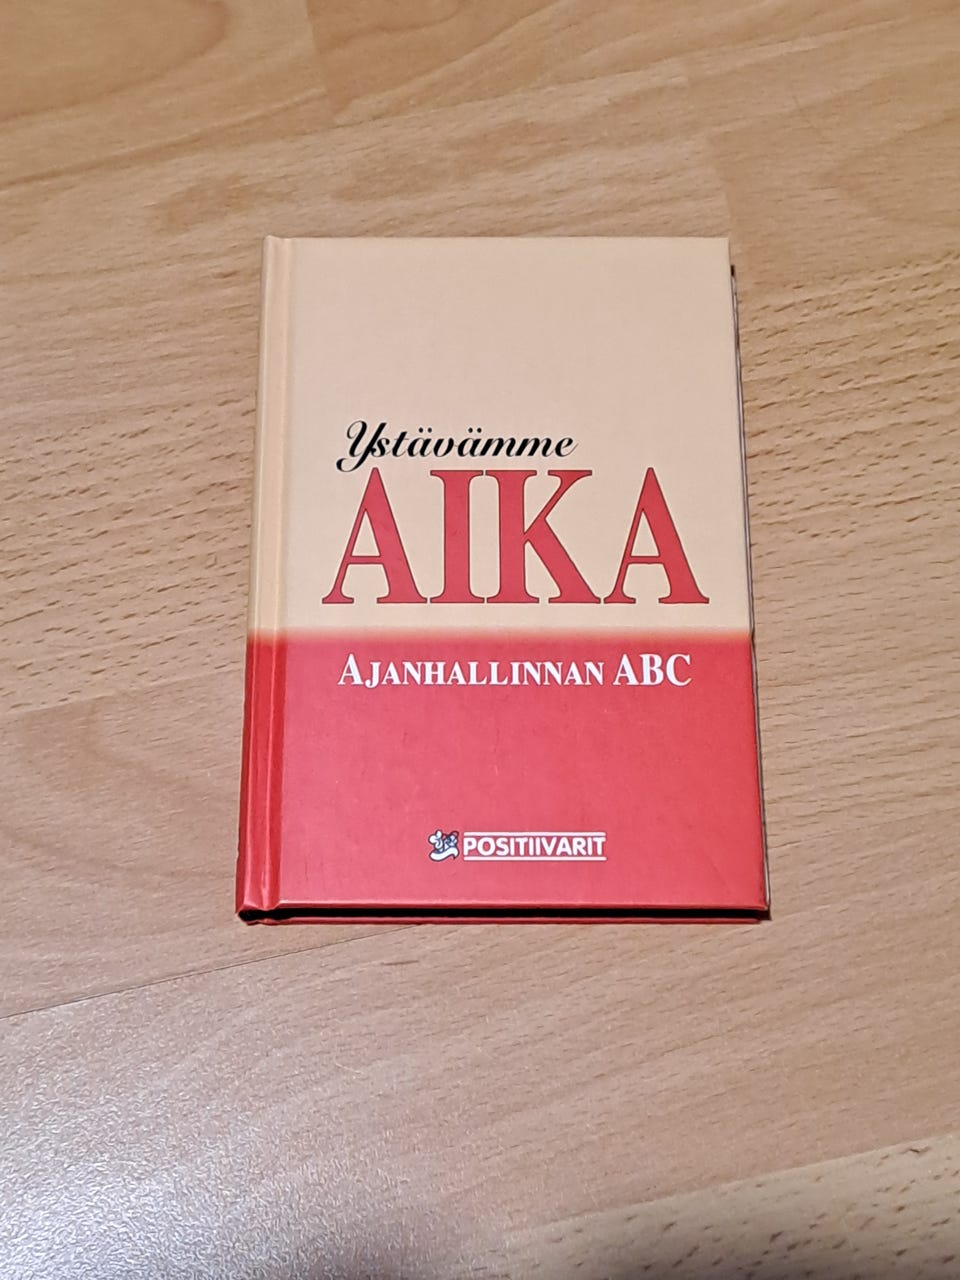 Ystävämme
AIKA
AJANHALLINNAN ABC
POSITIIVARIT